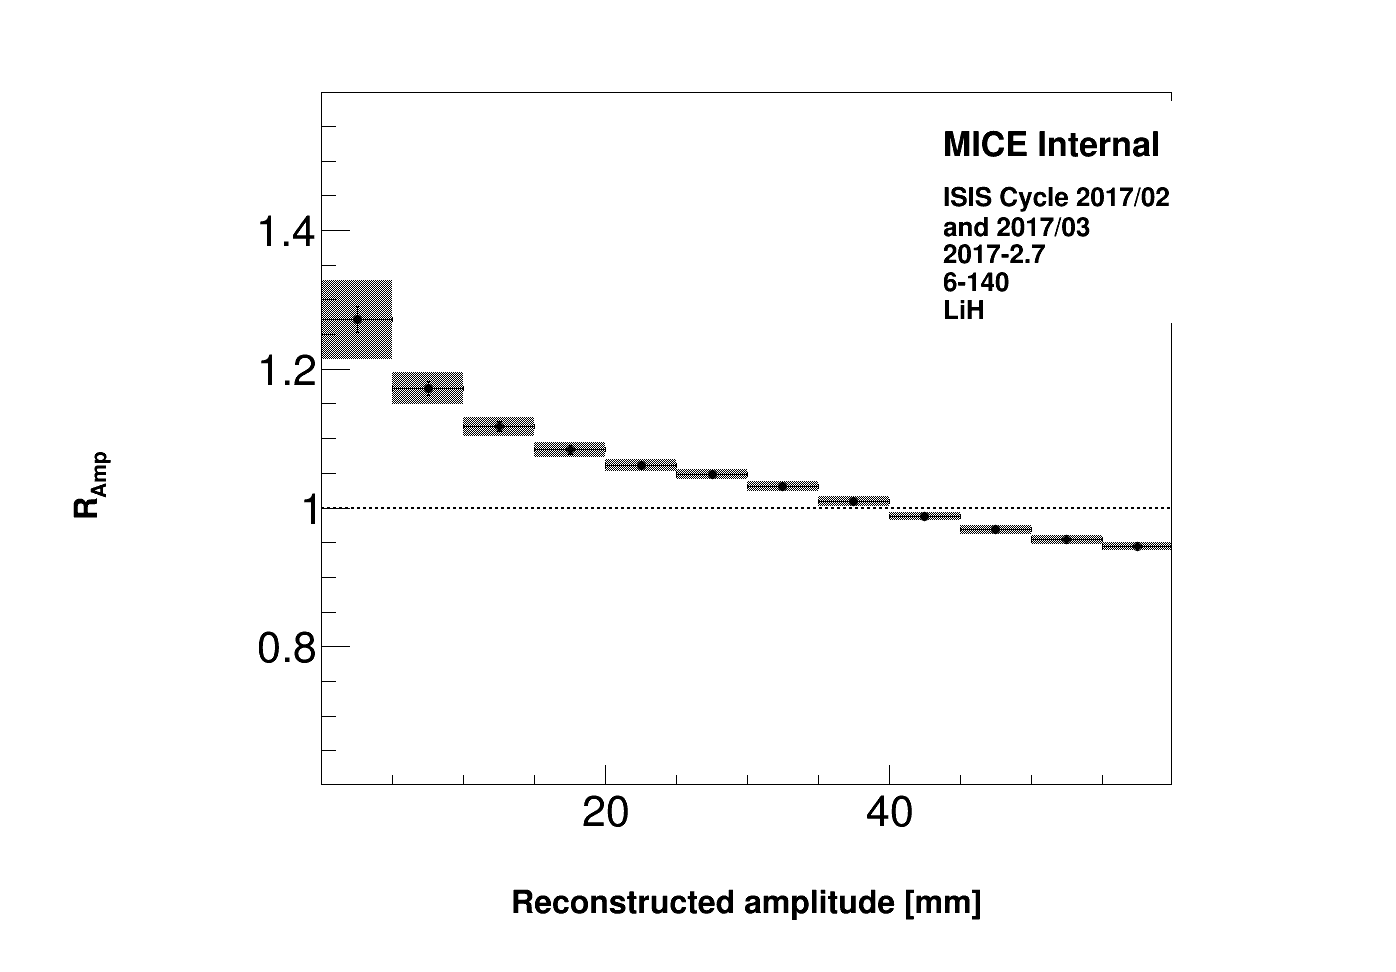 MICE Internal
ISIS Cycle 2017/02
and 2017/03
2017-2.7
6-140
LiH
1.4
1.2
1
0.8
R_Amp
20 40
Reconstructed amplitude [mm]